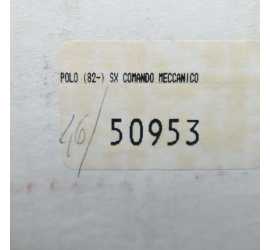 POLO (82-) SX COMANDO MECCANICO
46/ 50953